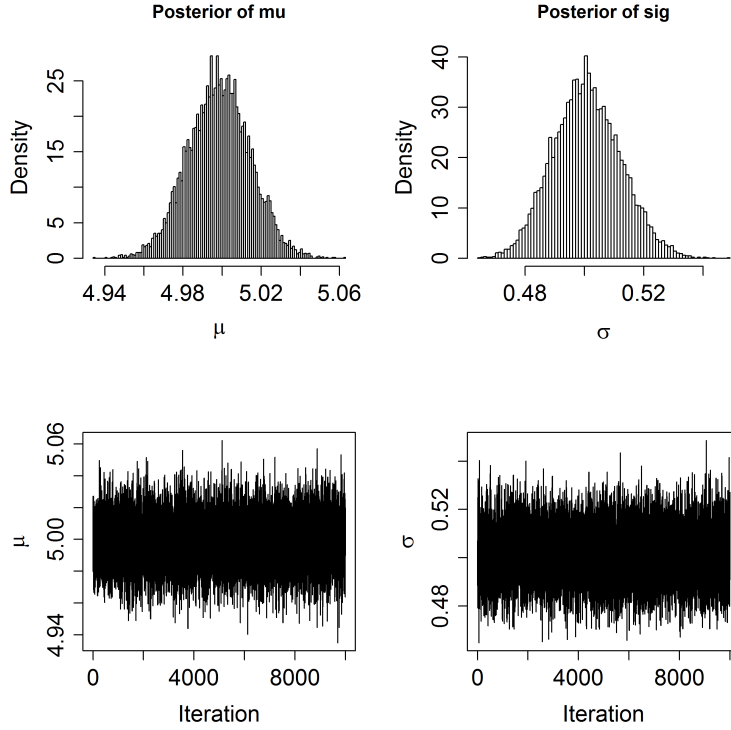 Posterior of mu
Density
25
15
5
0
4.94 4.98 5.02 5.06
μ
Posterior of sig
Density
40
30
20
10
0
0.48 0.52
σ
μ
5.06
5.00
4.94
0 4000 8000
Iteration
σ
0.52
0.48
0 4000 8000
Iteration